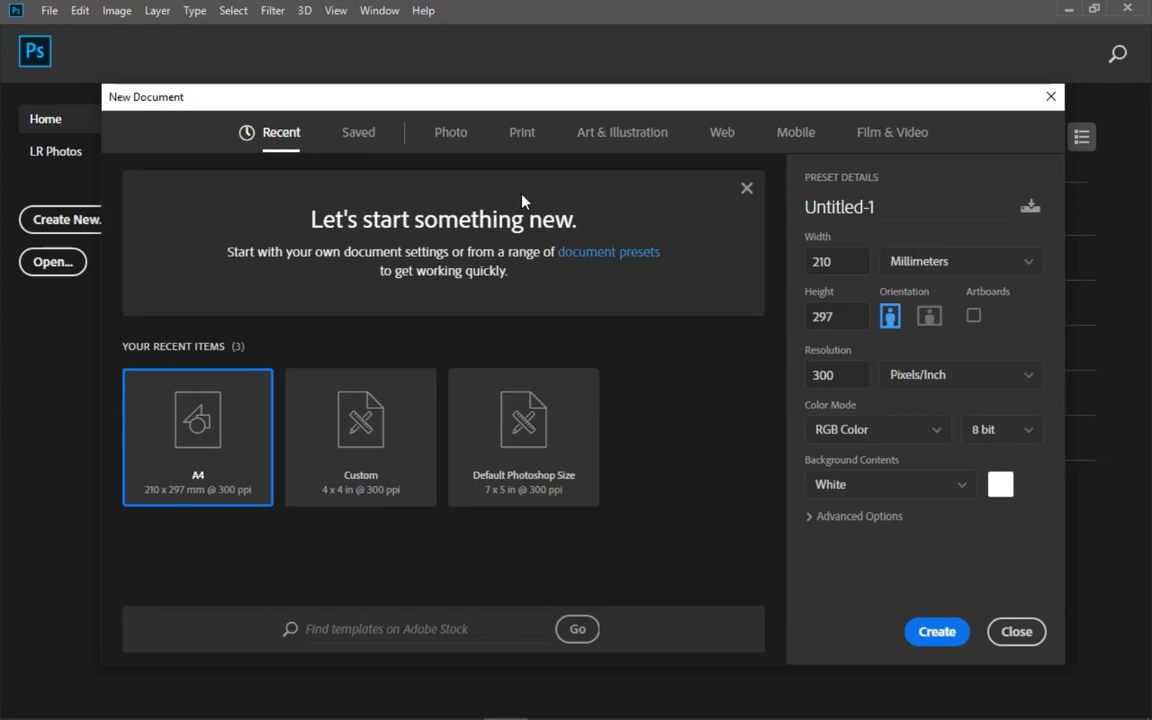 Ps File Edit Image Layer Type Select Filter 3D View Window Help
Ps
New Document
Home
LR Photos
Create New.
Open...
Recent Saved Photo Print Art & Illustration Web Mobile Film & Video
Let's start something new.
Start with your own document settings or from a range of document presets
to get working quickly.
YOUR RECENT ITEMS (3)
A4
210 x 297 mm @ 300 ppi
Custom
4 x 4 in @ 300 ppi
Default Photoshop Size
7 x 5 in @ 300 ppi
Find templates on Adobe Stock Go
PRESET DETAILS
Untitled-1
Width
210 Millimeters
Height Orientation Artboards
297
Resolution
300 Pixels/Inch
Color Mode
RGB Color 8 bit
Background Contents
White
Advanced Options
Create Close